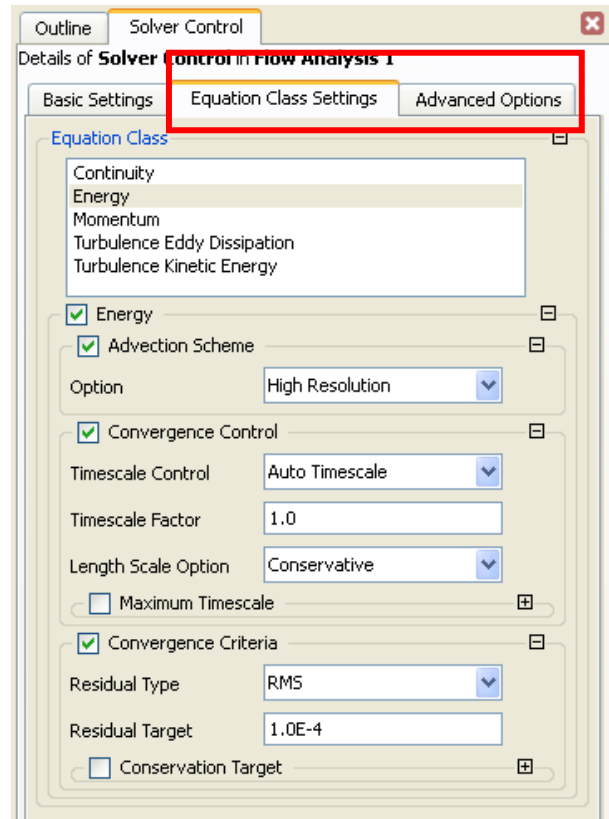 Outline Solver Control
Details of Solver Control in Flow Analysis 1
Basic Settings Equation Class Settings Advanced Options
Equation Class
Continuity
Energy
Momentum
Turbulence Eddy Dissipation
Turbulence Kinetic Energy
Energy
Advection Scheme
Option High Resolution
Convergence Control
Timescale Control Auto Timescale
Timescale Factor 1.0
Length Scale Option Conservative
Maximum Timescale
Convergence Criteria
Residual Type RMS
Residual Target 1.0E-4
Conservation Target